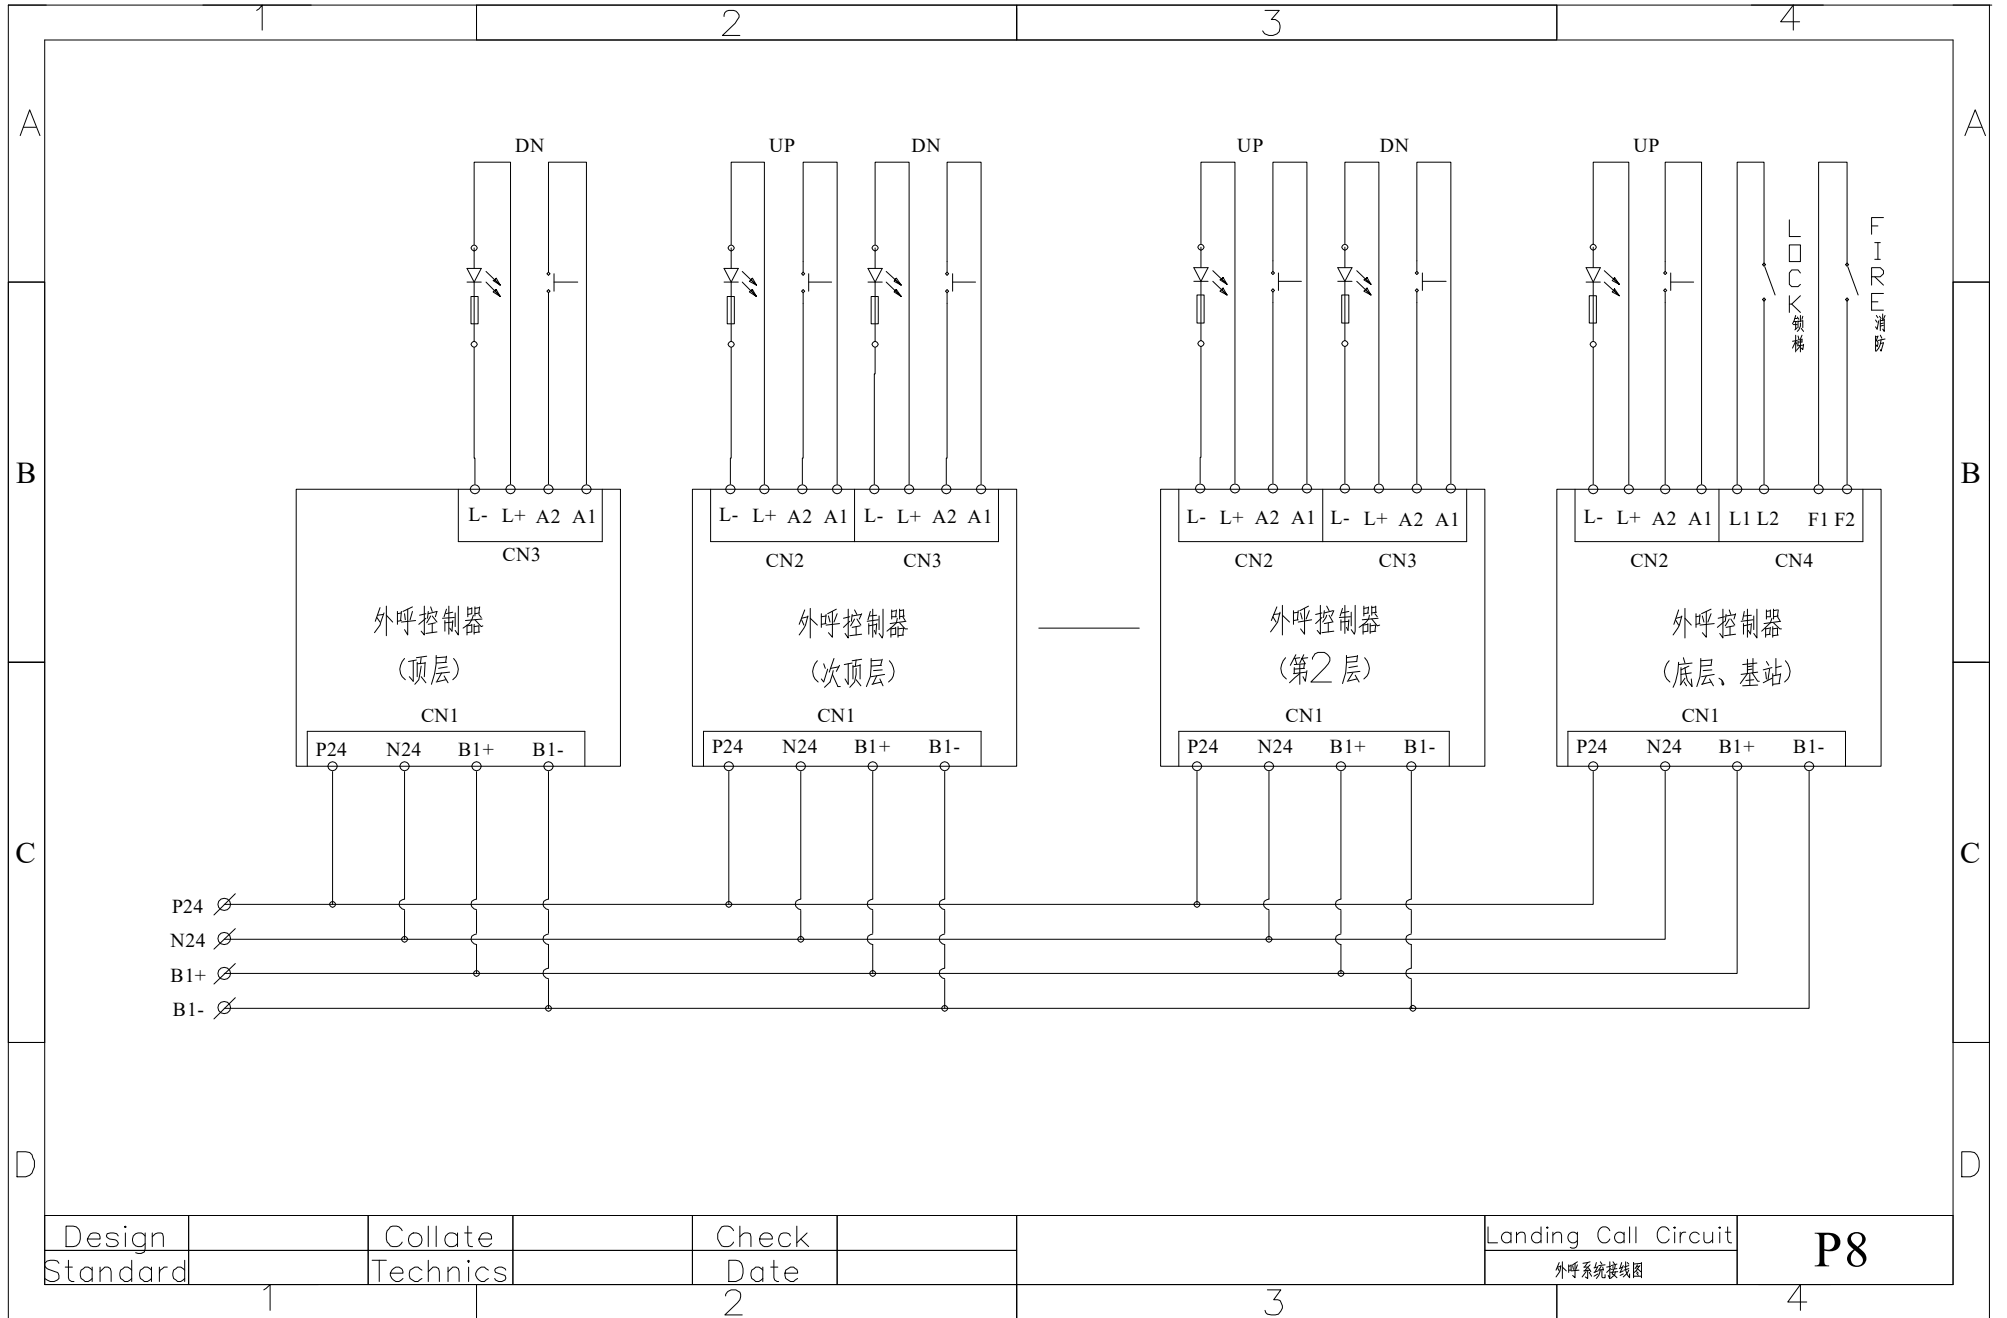 1 2 3 4
A A
DN UP DN UP DN UP
LOCK 锁梯 FIRE 消防
B B
L- L+ A2 A1 L- L+ A2 A1 L- L+ A2 A1 L- L+ A2 A1 L- L+ A2 A1 L- L+ A2 A1 L1 L2 F1 F2
CN3 CN2 CN3 CN2 CN3 CN2 CN4
外呼控制器 外呼控制器 外呼控制器 外呼控制器
(顶层) (次顶层) (第2层) (底层、基站)
CN1 CN1 CN1 CN1
P24 N24 B1+ B1- P24 N24 B1+ B1- P24 N24 B1+ B1- P24 N24 B1+ B1-
C C
P24
N24
B1+
B1-
D D
Design Collate Check Landing Call Circuit P8
Standard Technics Date 外呼系统接线图
1 2 3 4